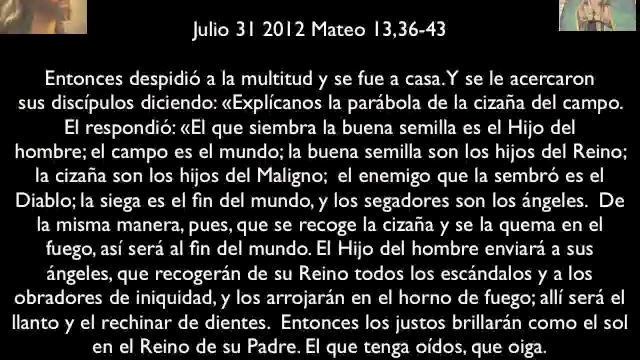 Julio 31 2012 Mateo 13,36-43
Entonces despidió a la multitud y se fue a casa.Y se le acercaron
sus discípulos diciendo: «Explícanos la parábola de la cizaña del campo.
El respondió: «El que siembra la buena semilla es el Hijo del
hombre; el campo es el mundo; la buena semilla son los hijos del Reino;
la cizaña son los hijos del Maligno;  el enemigo que la sembró es el
Diablo; la siega es el fin del mundo, y los segadores son los ángeles.  De
la misma manera, pues, que se recoge la cizaña y se la quema en el
fuego, así será al fin del mundo. El Hijo del hombre enviará a sus
ángeles, que recogerán de su Reino todos los escándalos y a los
obradores de iniquidad, y los arrojarán en el horno de fuego; allí será el
llanto y el rechinar de dientes.  Entonces los justos brillarán como el sol
en el Reino de su Padre. El que tenga oídos, que oiga.